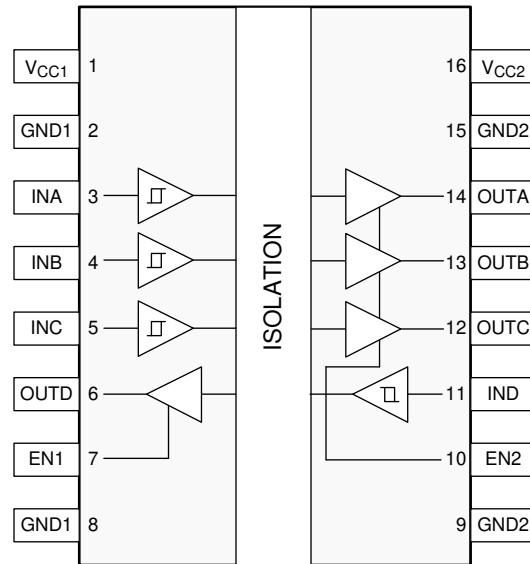 VCC1 1 16 VCC2
GND1 2 15 GND2
INA 3 14 OUTA
INB 4 13 OUTB
INC 5 12 OUTC
OUTD 6 11 IND
EN1 7 10 EN2
GND1 8 9 GND2
ISOLATION